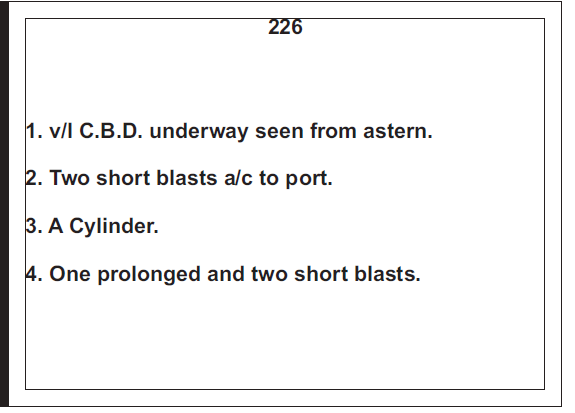 226
1. v/l C.B.D. underway seen from astern.
2. Two short blasts a/c to port.
3. A Cylinder.
4. One prolonged and two short blasts.